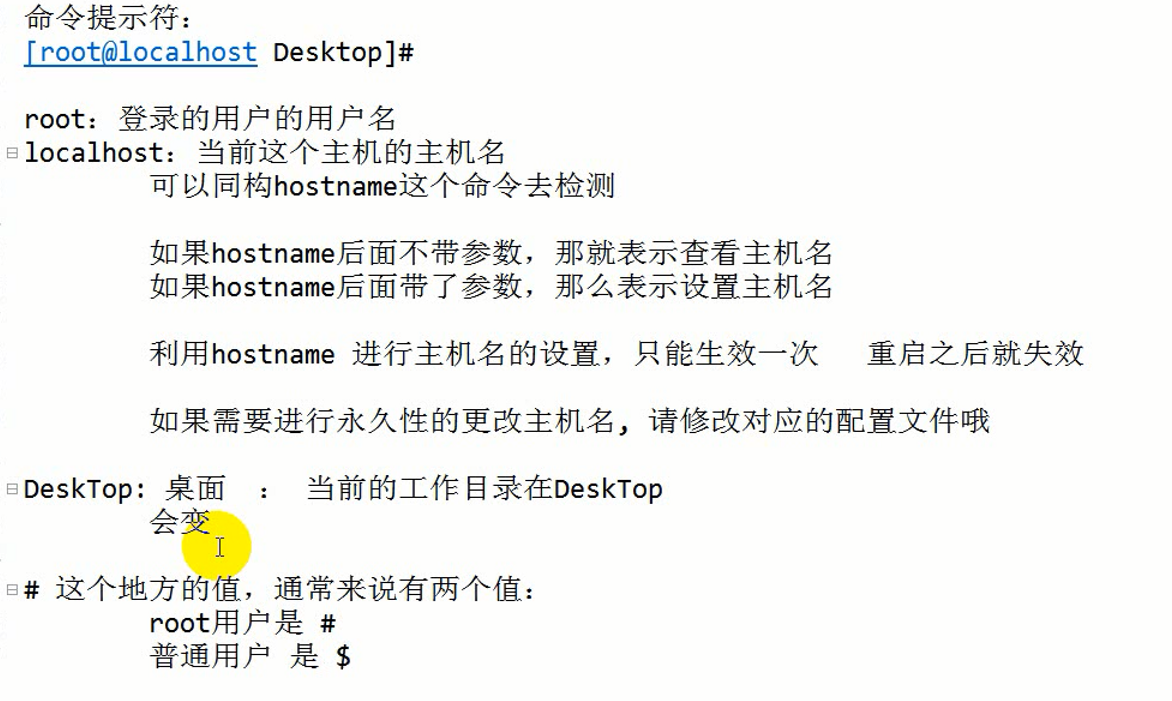 命令提示符：
[root@localhost Desktop]#
root：登录的用户的用户名
localhost：当前这个主机的主机名
可以同构hostname这个命令去检测
如果hostname后面不带参数，那就表示查看主机名
如果hostname后面带了参数，那么表示设置主机名
利用hostname 进行主机名的设置，只能生效一次 重启之后就失效
如果需要进行永久性的更改主机名，请修改对应的配置文件哦
DeskTop: 桌面 ： 当前的工作目录在DeskTop
会变
# 这个地方的值，通常来说有两个值：
root用户是 #
普通用户 是 $